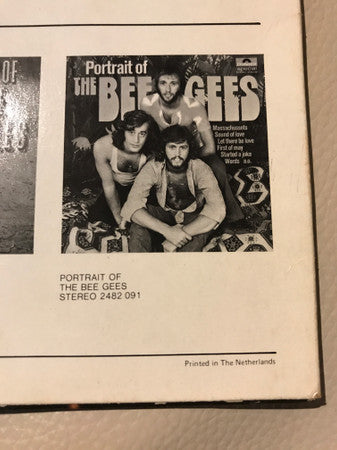 OF
Portrait of
THE BEE GEES
Massachusetts
Sound of love
Let there be love
First of may
Started a joke
Words a.o.
PORTRAIT OF
THE BEE GEES
STEREO 2482 091
Printed in The Netherlands